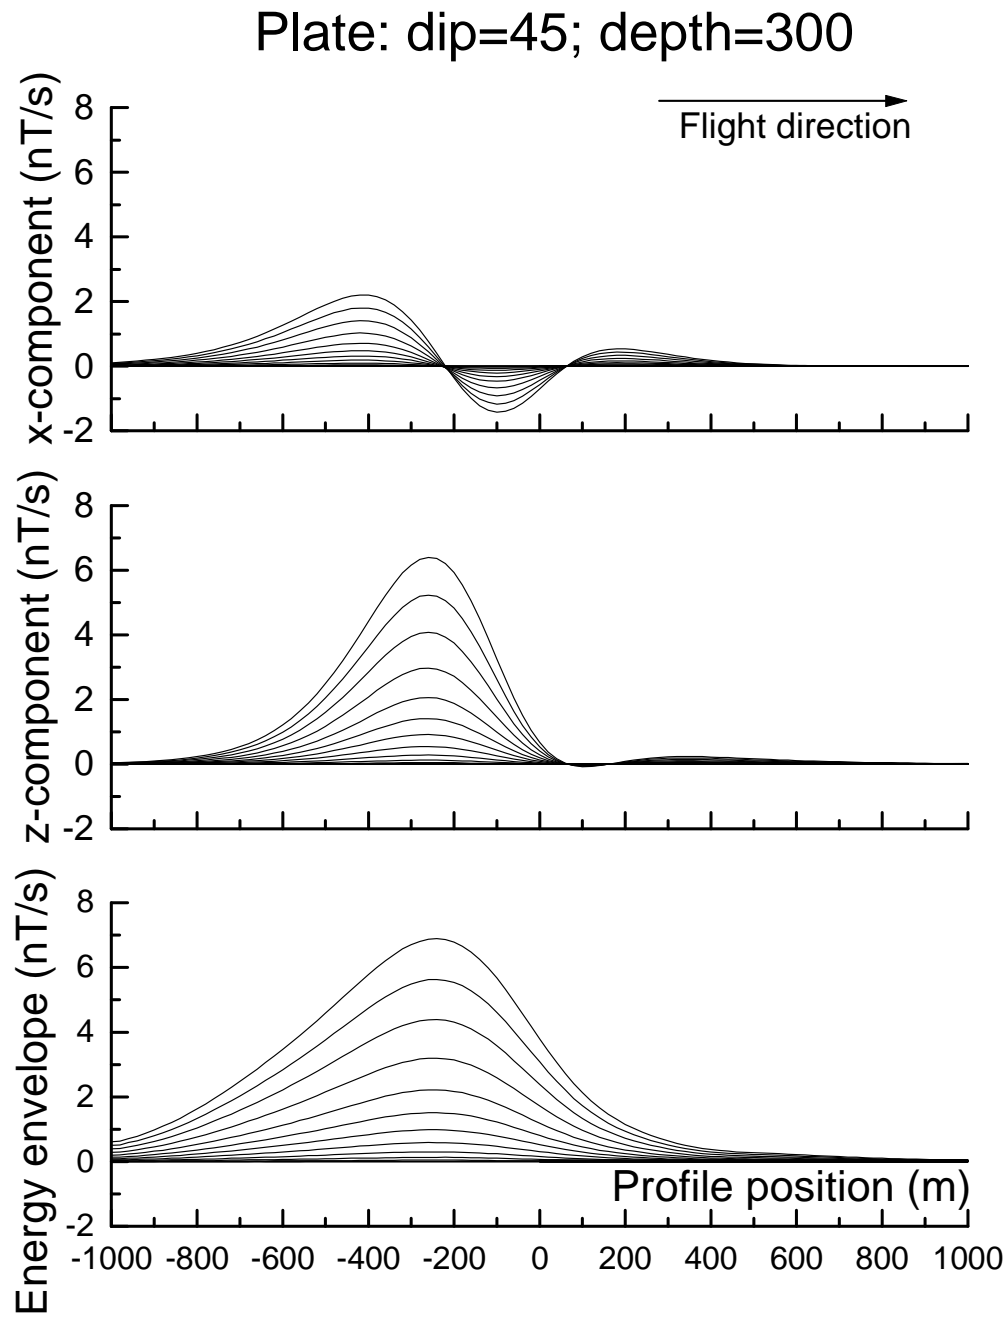 Plate: dip=45; depth=300
Flight direction
x-component (nT/s)
8
6
4
2
0
-2
z-component (nT/s)
8
6
4
2
0
-2
Energy envelope (nT/s)
8
6
4
2
0
-2
Profile position (m)
-1000 -800 -600 -400 -200 0 200 400 600 800 1000